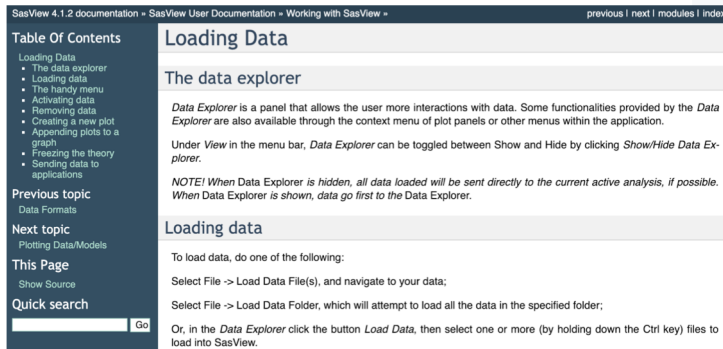 SasView 4.1.2 documentation » SasView User Documentation » Working with SasView »
previous | next | modules | index
Table Of Contents
Loading Data
The data explorer
Loading data
The handy menu
Activating data
Removing data
Creating a new plot
Appending plots to a
graph
Freezing the theory
Sending data to
applications
Previous topic
Data Formats
Next topic
Plotting Data/Models
This Page
Show Source
Quick search
Go
Loading Data
The data explorer
Data Explorer is a panel that allows the user more interactions with data. Some functionalities provided by the Data
Explorer are also available through the context menu of plot panels or other menus within the application.
Under View in the menu bar, Data Explorer can be toggled between Show and Hide by clicking Show/Hide Data Ex-
plorer.
NOTE! When Data Explorer is hidden, all data loaded will be sent directly to the current active analysis, if possible.
When Data Explorer is shown, data go first to the Data Explorer.
Loading data
To load data, do one of the following:
Select File -> Load Data File(s), and navigate to your data;
Select File -> Load Data Folder, which will attempt to load all the data in the specified folder;
Or, in the Data Explorer click the button Load Data, then select one or more (by holding down the Ctrl key) files to
load into SasView.